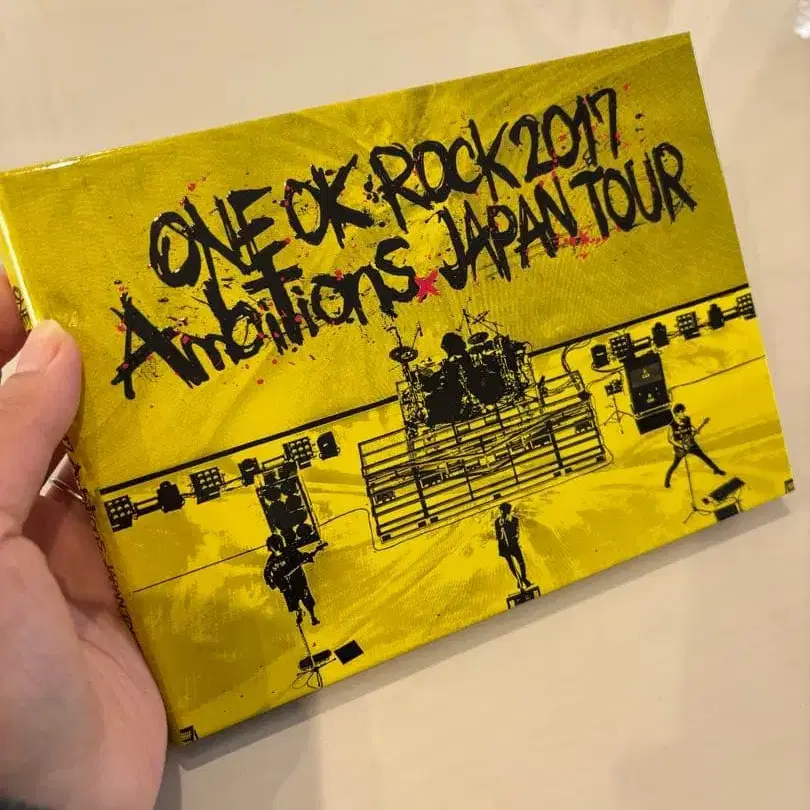 ONE OK ROCK 2017
AmbiTionS x JAPAN TOUR